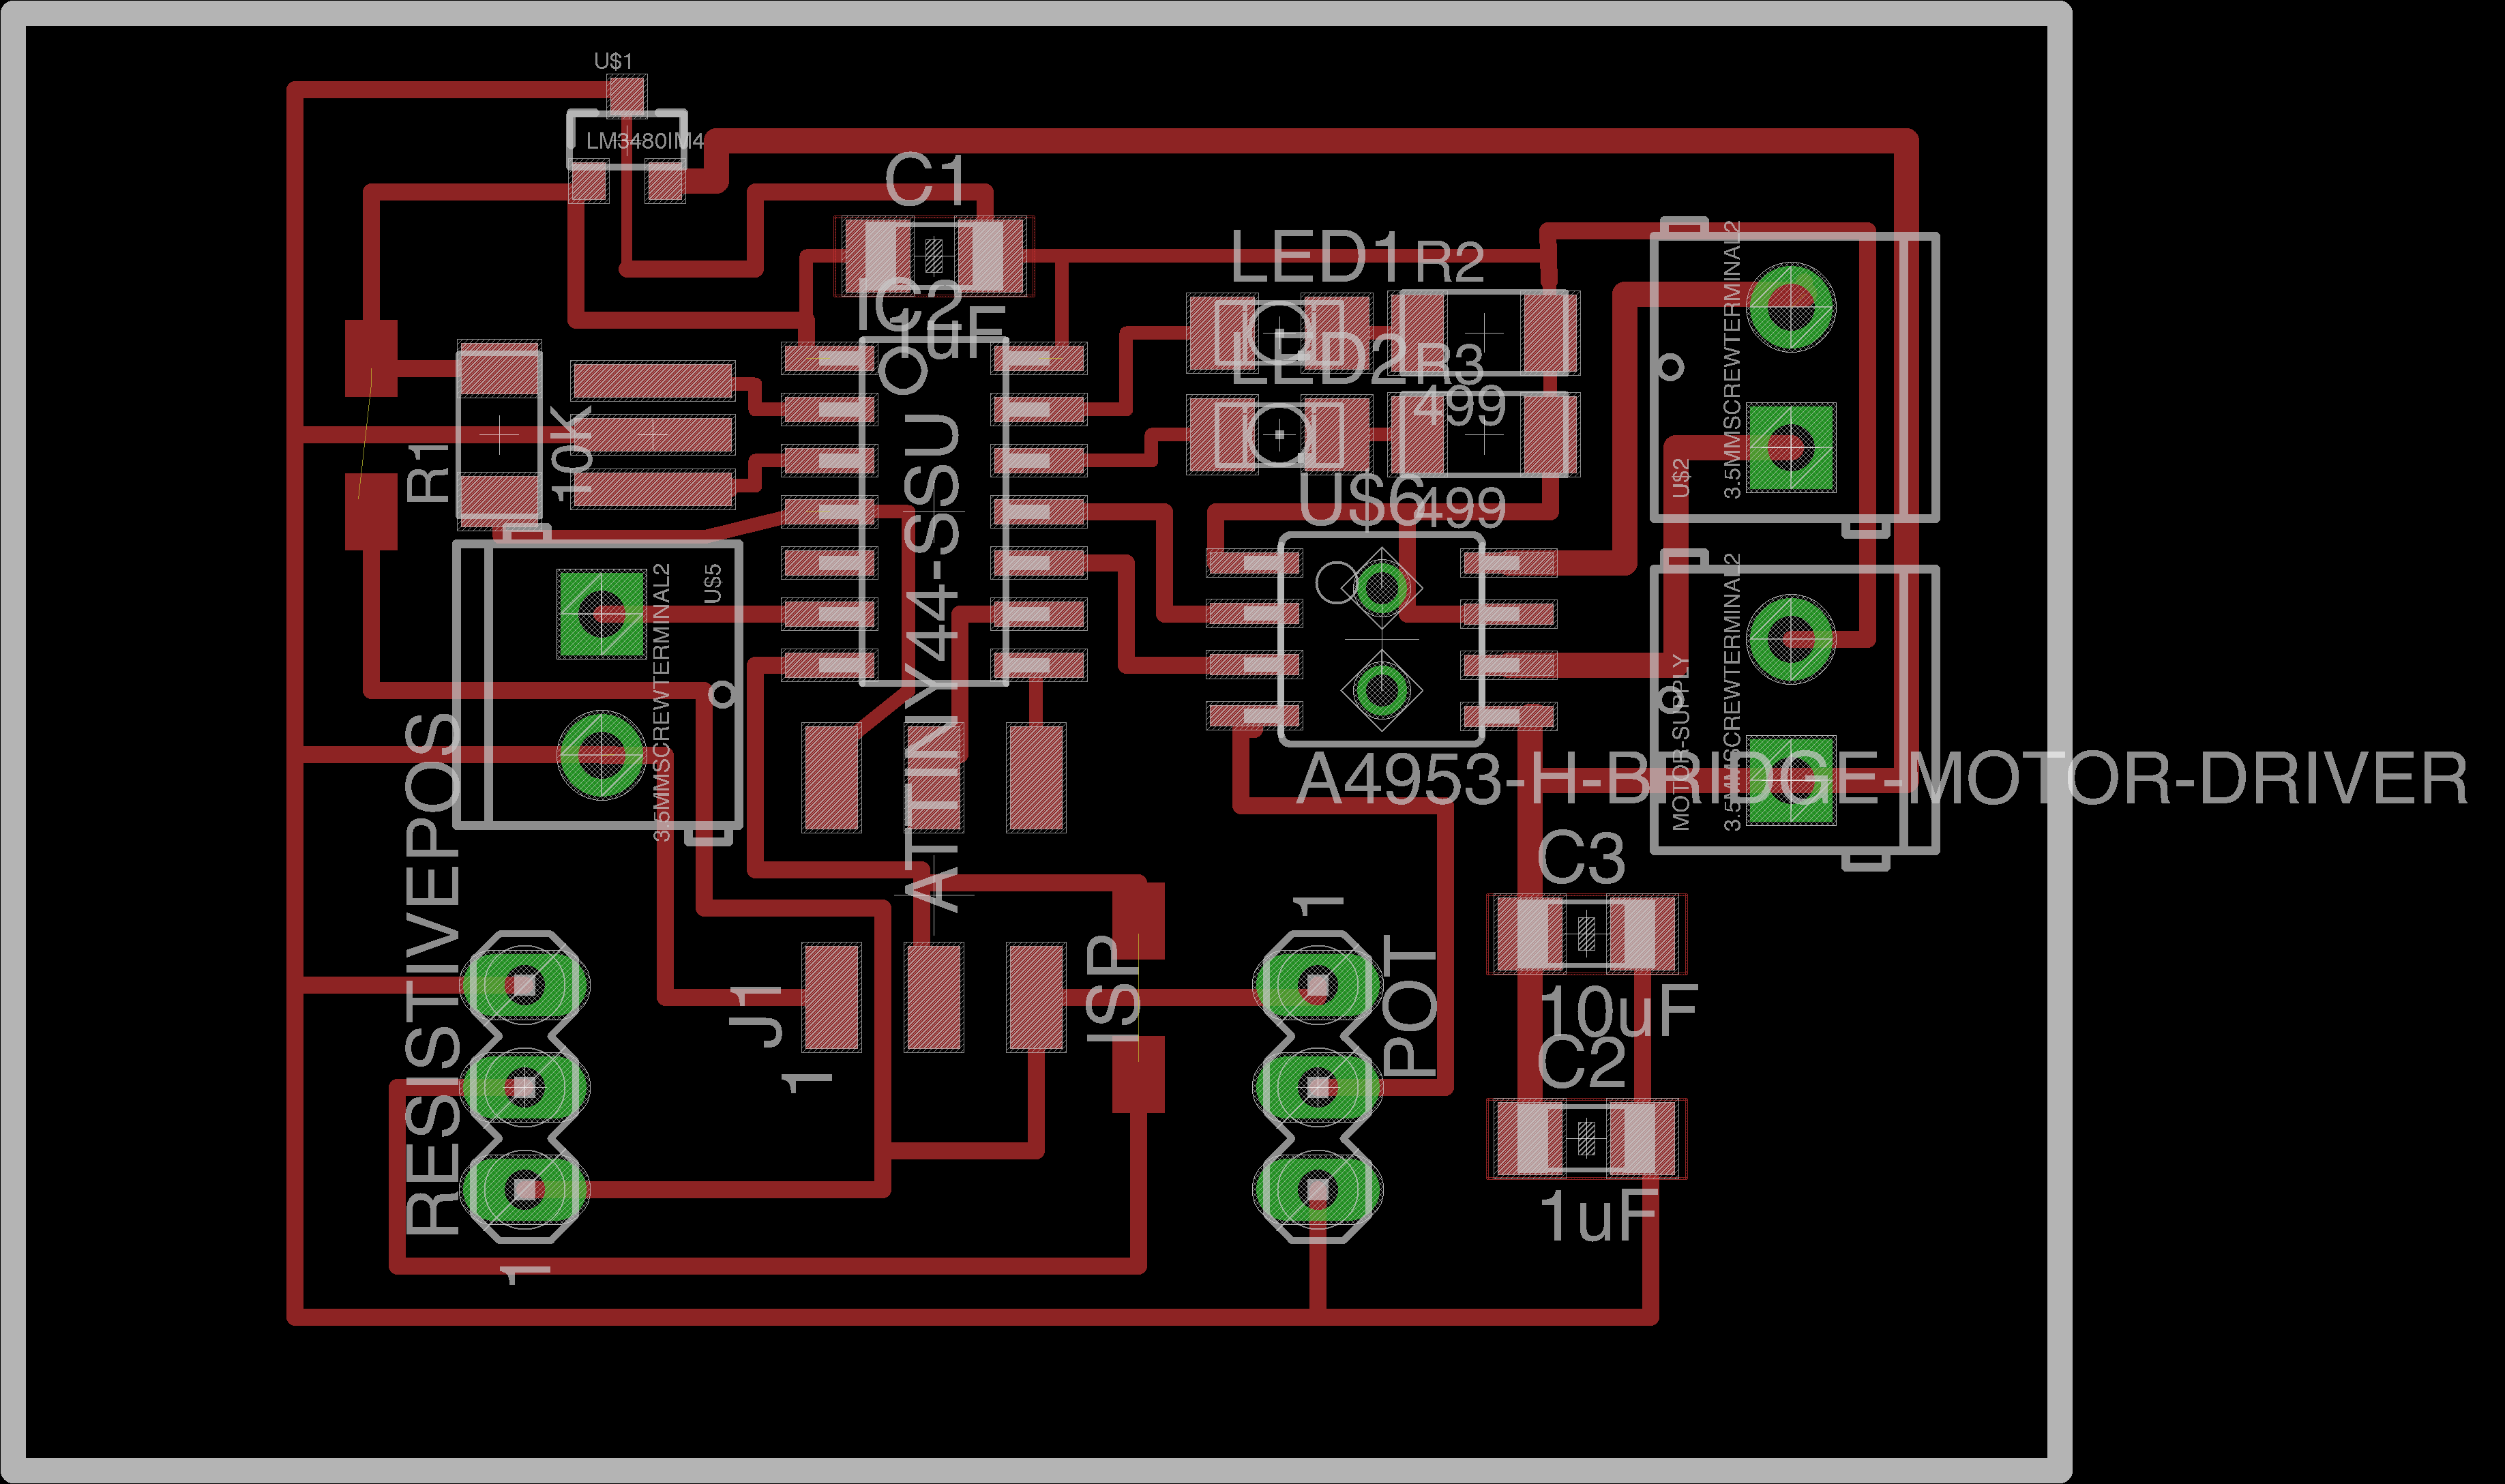 U$1
LM3480IM4
C1
IC2
1uF
LED1
R2
LED2
R3
499
499
U$6
R1
10K
ATTINY44-SSU
3.5MMSCREWTERMINAL2
U$2
3.5MMSCREWTERMINAL2
U$5
MOTOR-SUPPLY
3.5MMSCREWTERMINAL2
A4953-H-BRIDGE-MOTOR-DRIVER
RESISTIVEPOS
1
J1
1
ISP
1
POT
C3
10uF
C2
1uF